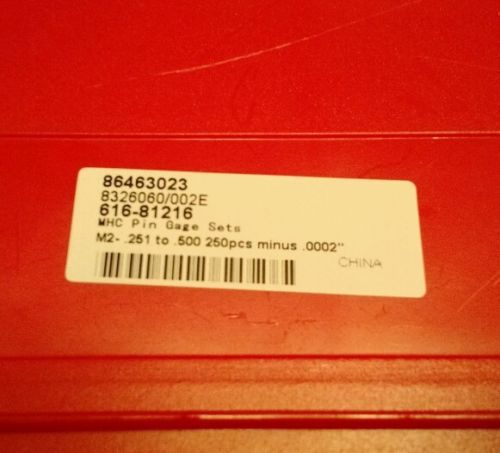 86463023
8326060/002E
616-81216
MHC Pin Gage Sets
M2- .251 to .500 250pcs minus .0002"
CHINA